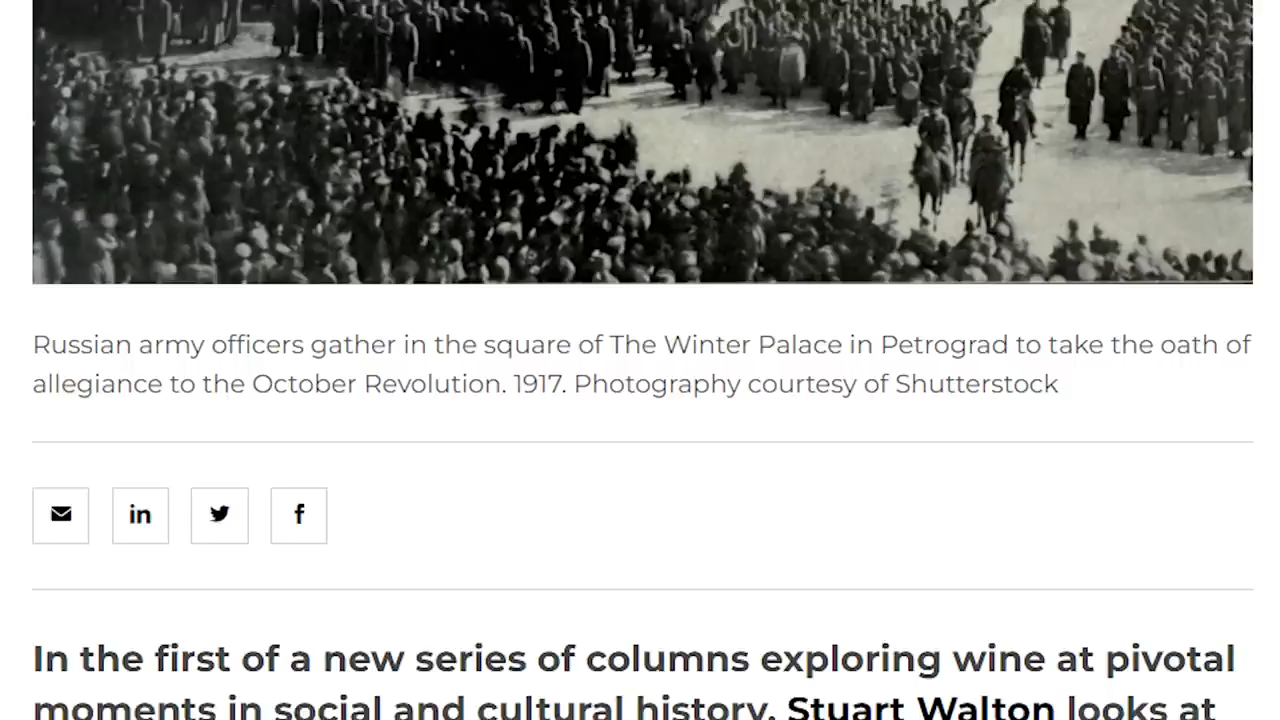 Russian army officers gather in the square of The Winter Palace in Petrograd to take the oath of
allegiance to the October Revolution. 1917. Photography courtesy of Shutterstock
in
f
In the first of a new series of columns exploring wine at pivotal
moments in social and cultural history, Stuart Walton looks at